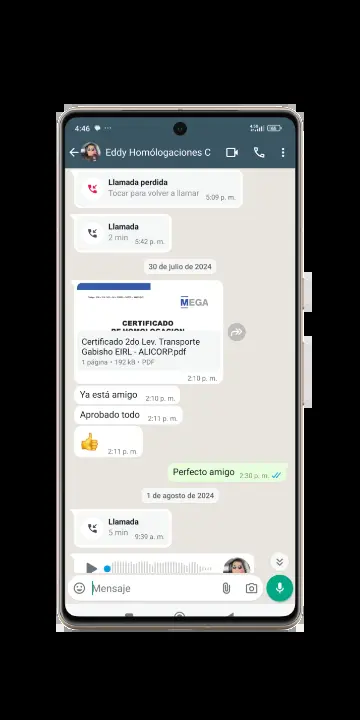 4:46
Eddy Homólogaciones C
Llamada perdida
Tocar para volver a llamar
5:09 p. m.
Llamada
2 min
5:42 p. m.
30 de julio de 2024
MEGA
CERTIFICADO
DE HOMOLOGACION
Certificado 2do Lev. Transporte
Gabisho EIRL - ALICORP.pdf
1 página • 192 kB • PDF
2:10 p. m.
Ya está amigo 2:10 p. m.
Aprobado todo 2:11 p. m.
2:11 p. m.
Perfecto amigo 2:30 p. m.
1 de agosto de 2024
Llamada
5 min
9:39 a. m.
Mensaje